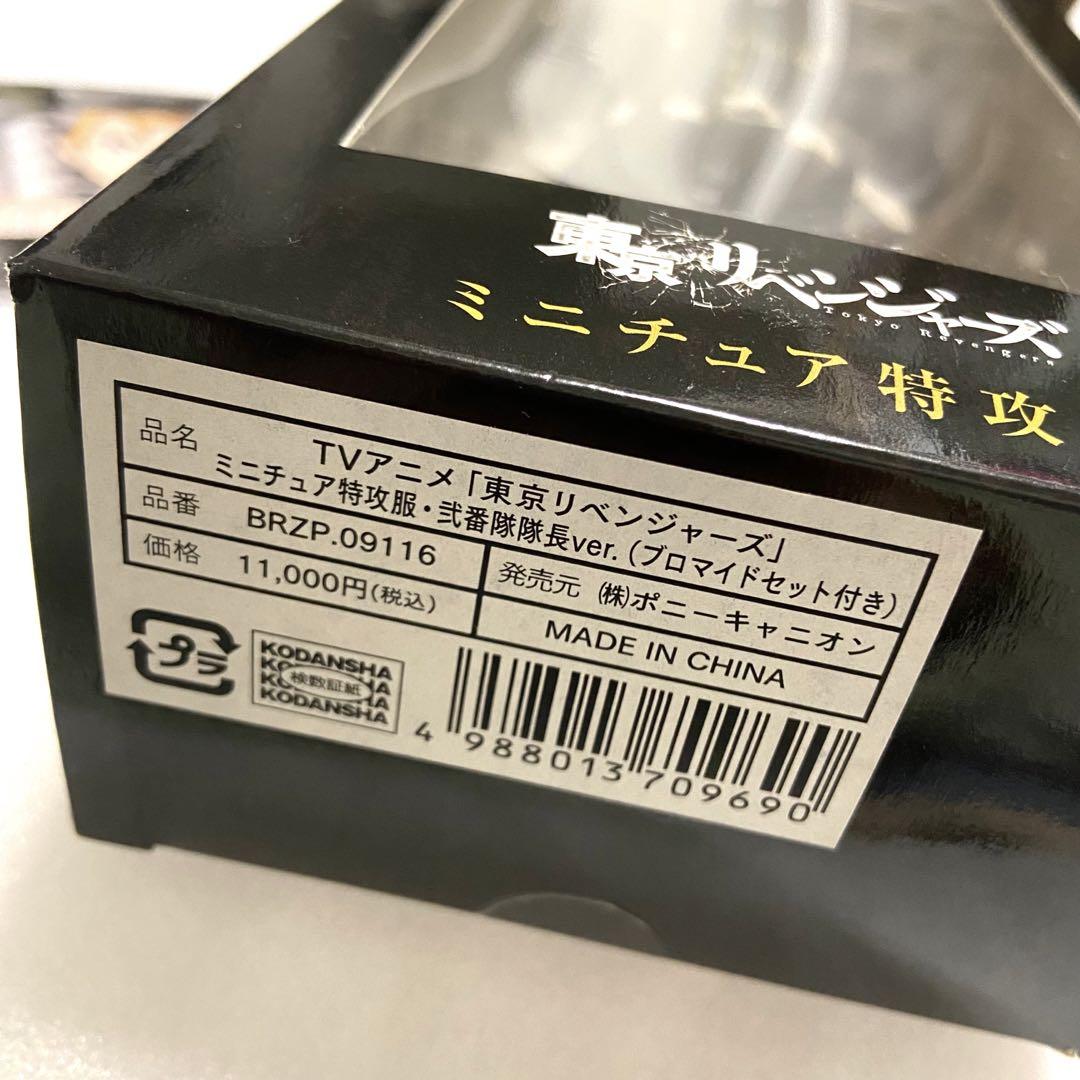 東京リベンジャーズ
Tokyo Revengers
ミニチュア特攻
品名
TVアニメ「東京リベンジャーズ」
ミニチュア特攻服・弐番隊隊長ver.(ブロマイドセット付き)
品番
BRZP.09116
発売元 (株)ポニーキャニオン
価格
11,000円(税込)
MADE IN CHINA
プラ
KODANSHA
KODANSHA
検数証紙
KODANSHA
KODANSHA
4 988013 709690